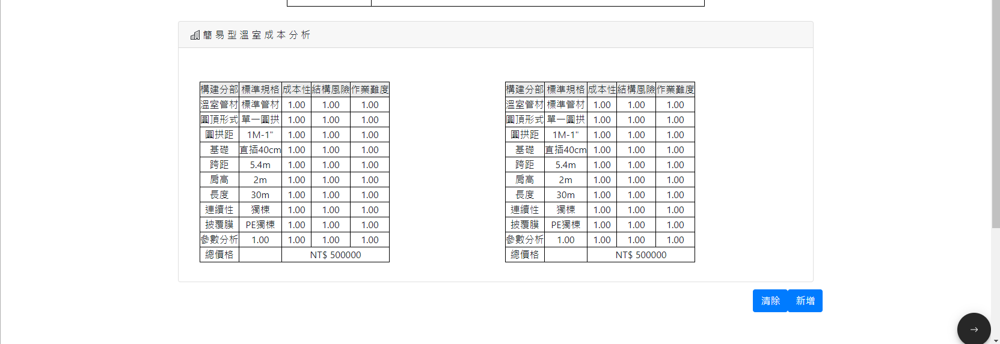 簡易型溫室成本分析
構建分部 標準規格 成本性 結構風險 作業難度
溫室管材 標準管材 1.00 1.00 1.00
圓頂形式 單一圓拱 1.00 1.00 1.00
圓拱距 1M-1" 1.00 1.00 1.00
基礎 直插40cm 1.00 1.00 1.00
跨距 5.4m 1.00 1.00 1.00
肩高 2m 1.00 1.00 1.00
長度 30m 1.00 1.00 1.00
連續性 獨棟 1.00 1.00 1.00
披覆膜 PE獨棟 1.00 1.00 1.00
參數分析 1.00 1.00 1.00 1.00
總價格 NT$ 500000
構建分部 標準規格 成本性 結構風險 作業難度
溫室管材 標準管材 1.00 1.00 1.00
圓頂形式 單一圓拱 1.00 1.00 1.00
圓拱距 1M-1" 1.00 1.00 1.00
基礎 直插40cm 1.00 1.00 1.00
跨距 5.4m 1.00 1.00 1.00
肩高 2m 1.00 1.00 1.00
長度 30m 1.00 1.00 1.00
連續性 獨棟 1.00 1.00 1.00
披覆膜 PE獨棟 1.00 1.00 1.00
參數分析 1.00 1.00 1.00 1.00
總價格 NT$ 500000
清除 新增